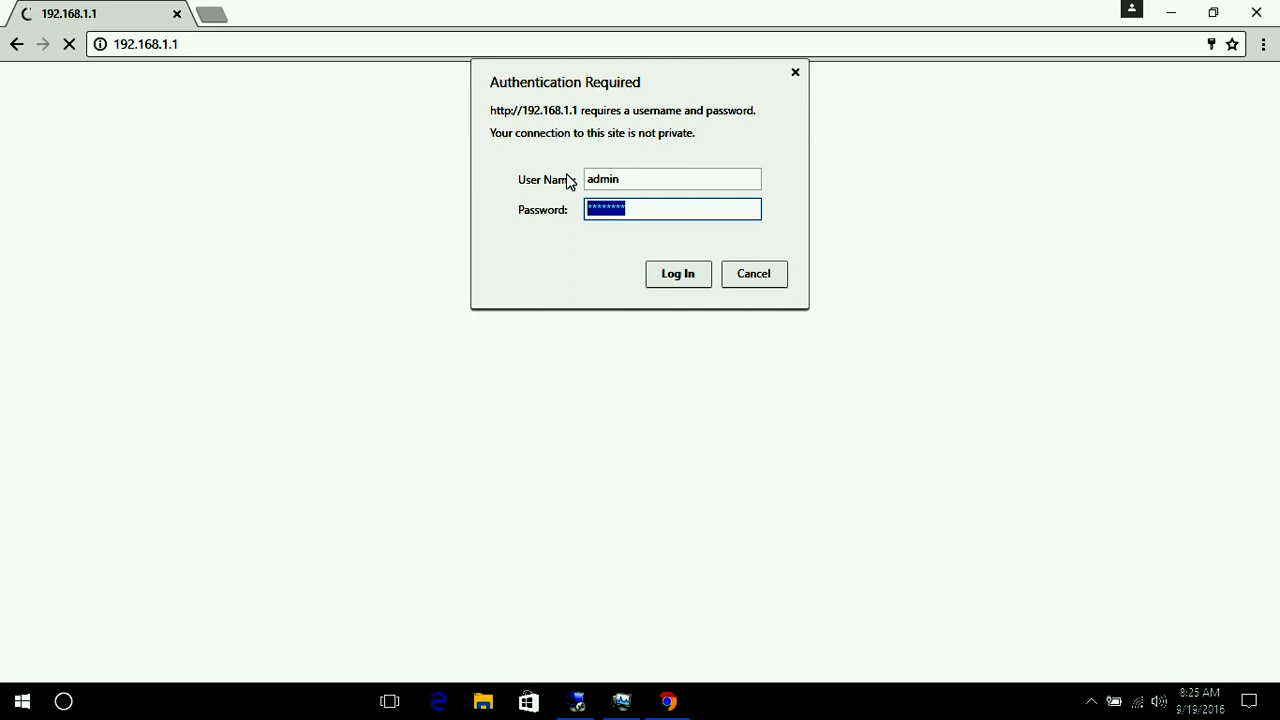 192.168.1.1
192.168.1.1
Authentication Required
http://192.168.1.1 requires a username and password.
Your connection to this site is not private.
User Nam
admin
Password:
********
Log In
Cancel
8:25 AM
9/19/2016